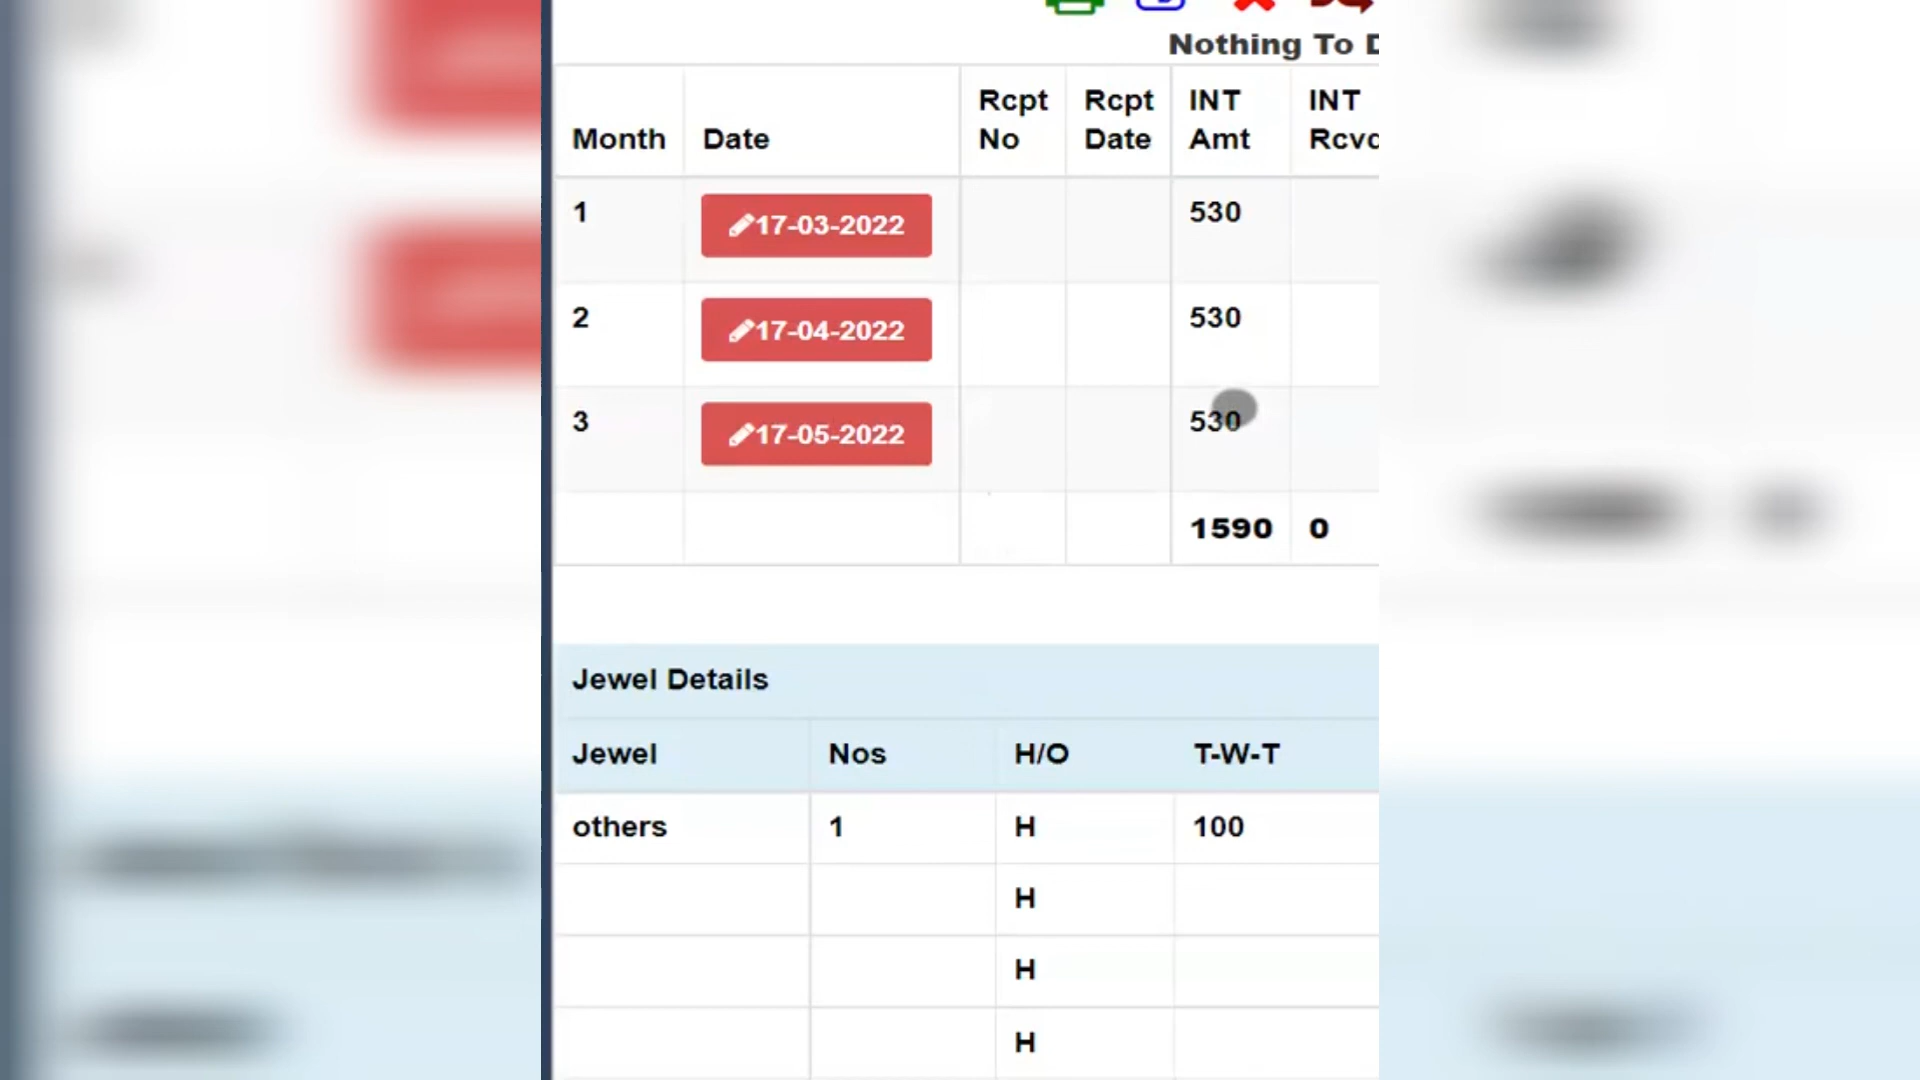 Nothing To
Month Date Rcpt No Rcpt Date INT Amt INT Rcvd
1 17-03-2022 530
2 17-04-2022 530
3 17-05-2022 530
1590 0
Jewel Details
Jewel Nos H/O T-W-T
others 1 H 100
H
H
H